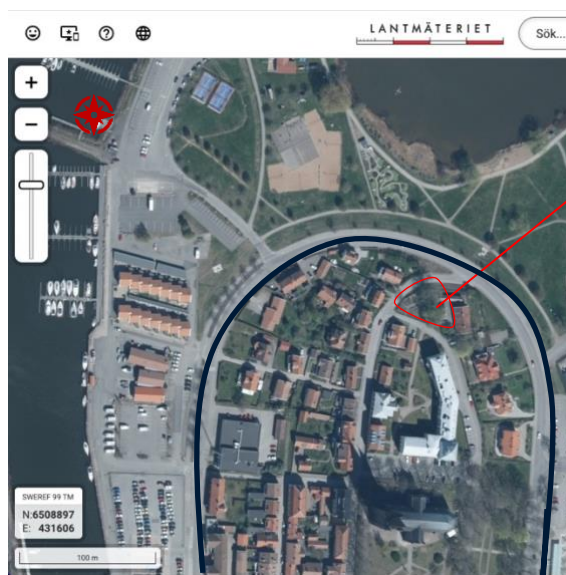 LANTMÄTERIET
Sök...
+
−
SWEREF 99 TM
N:6508897
E: 431606
100 m